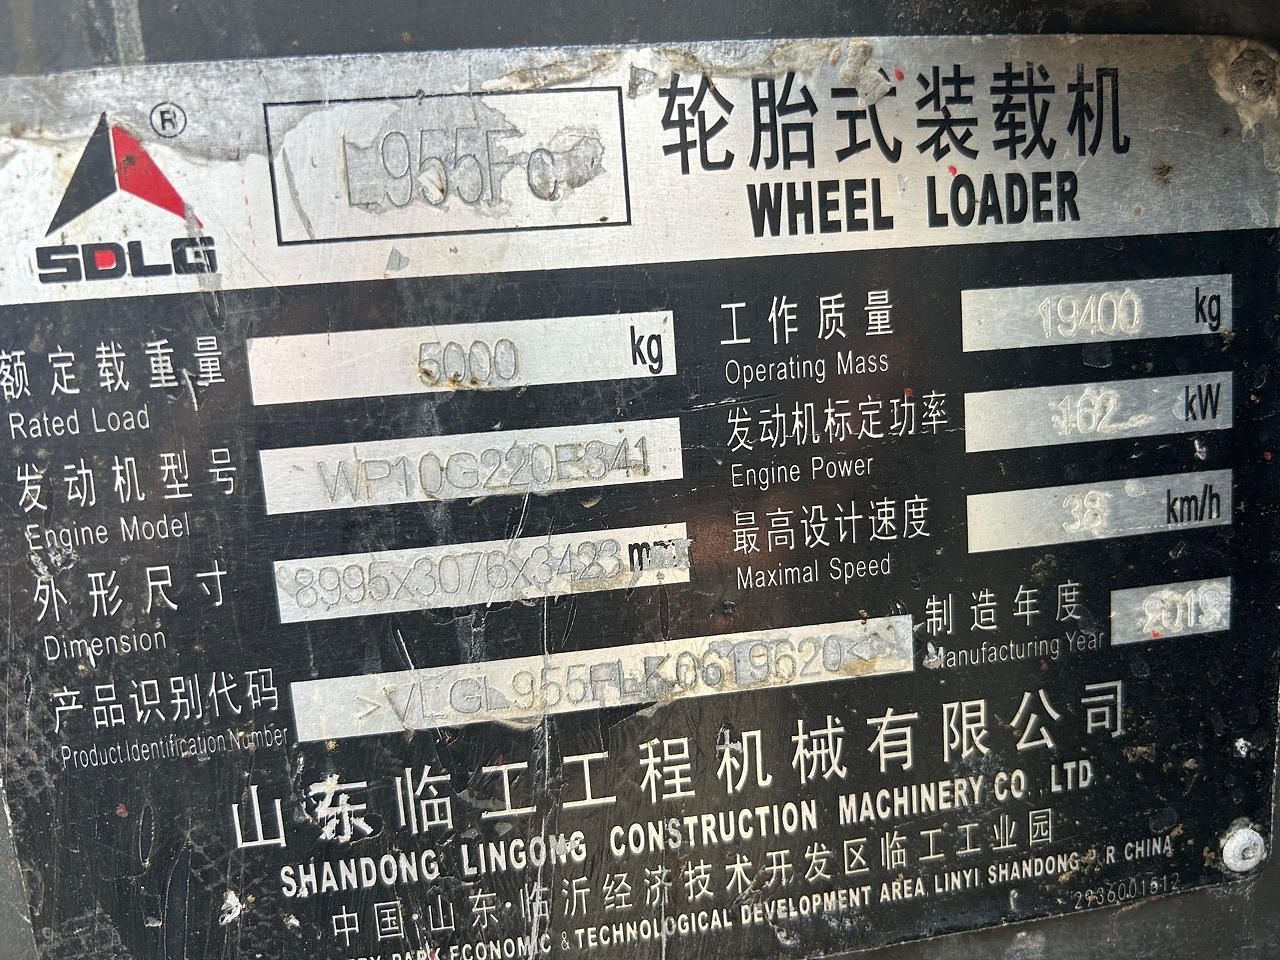 ®
SDLG
L955F
轮胎式装载机
WHEEL LOADER
额定载重量 5000 kg
Rated Load
工作质量 19400 kg
Operating Mass
发动机型号 WP10G220E341
Engine Model
发动机标定功率 162 kW
Engine Power
外形尺寸 8995x3076x3423 mm
Dimension
最高设计速度 38 km/h
Maximal Speed
产品识别代码 >VLGL955FLK0619620<
Product Identification Number
制造年度 2019
Manufacturing Year
山东临工工程机械有限公司
SHANDONG LINGONG CONSTRUCTION MACHINERY CO LTD
中国·山东·临沂经济技术开发区临工工业园
PARK ECONOMIC & TECHNOLOGICAL DEVELOPMENT AREA, LINYI, SHANDONG P. R CHINA
2936001512